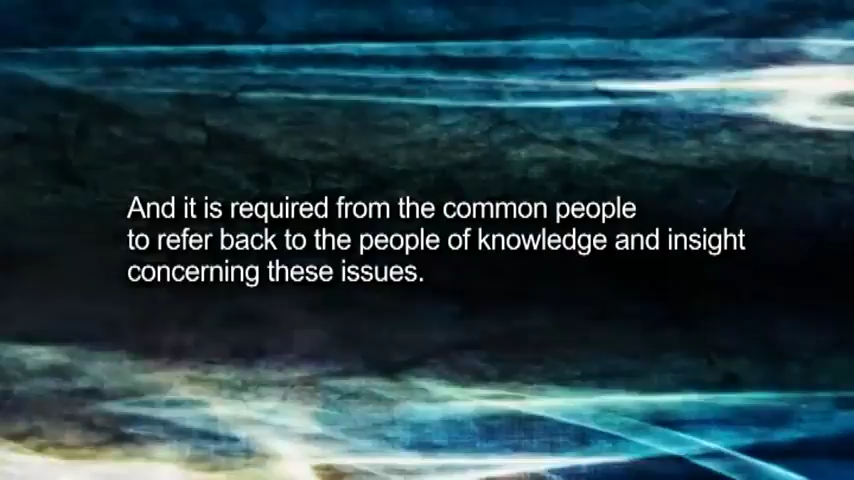 And it is required from the common people
to refer back to the people of knowledge and insight
concerning these issues.